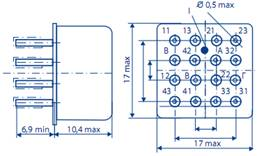 Ø 0,5 max
I
11 13 21 23
В 42 А 32
12 В 22 Г
43 41 33 31
17 max
17 max
6,9 min 10,4 max